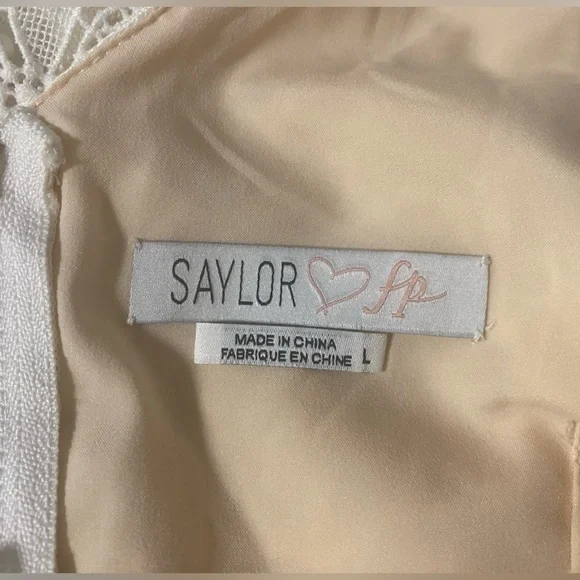 SAYLOR fp
MADE IN CHINA
FABRIQUE EN CHINE L